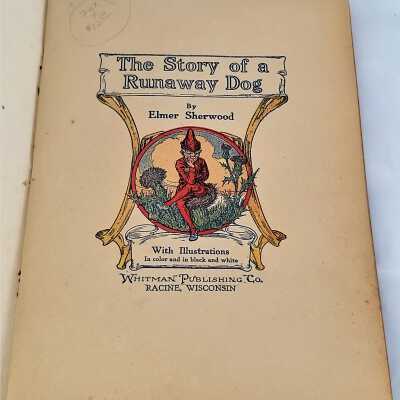 The Story of a
Runaway Dog
By
Elmer Sherwood
With Illustrations
In color and in black and white
WHITMAN PUBLISHING CO.
RACINE, WISCONSIN